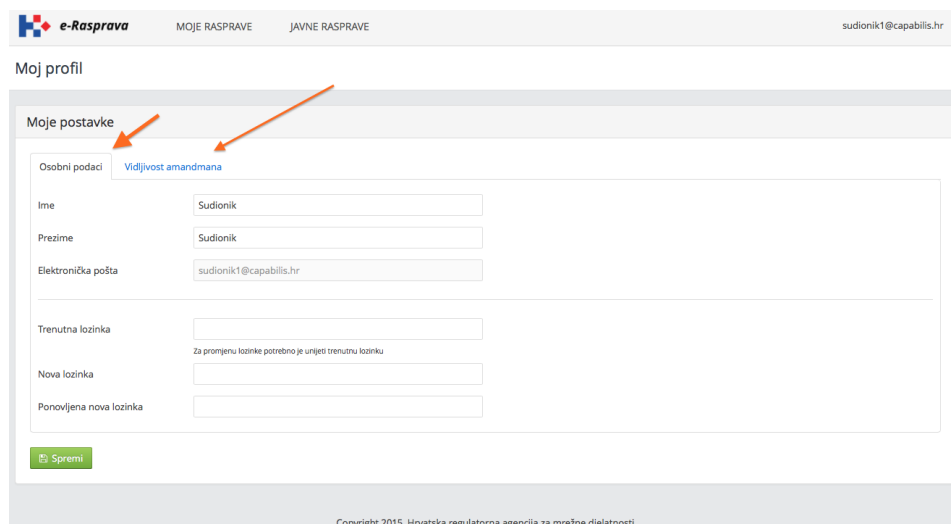 e-Rasprava MOJE RASPRAVE JAVNE RASPRAVE sudionik1@capabilis.hr
Moj profil
Moje postavke
Osobni podaci Vidljivost amandmana
Ime Sudionik
Prezime Sudionik
Elektronička pošta sudionik1@capabilis.hr
Trenutna lozinka
Za promjenu lozinke potrebno je unijeti trenutnu lozinku
Nova lozinka
Ponovljena nova lozinka
Spremi
Copyright 2015. Hrvatska regulatorna agencija za mrežne djelatnosti